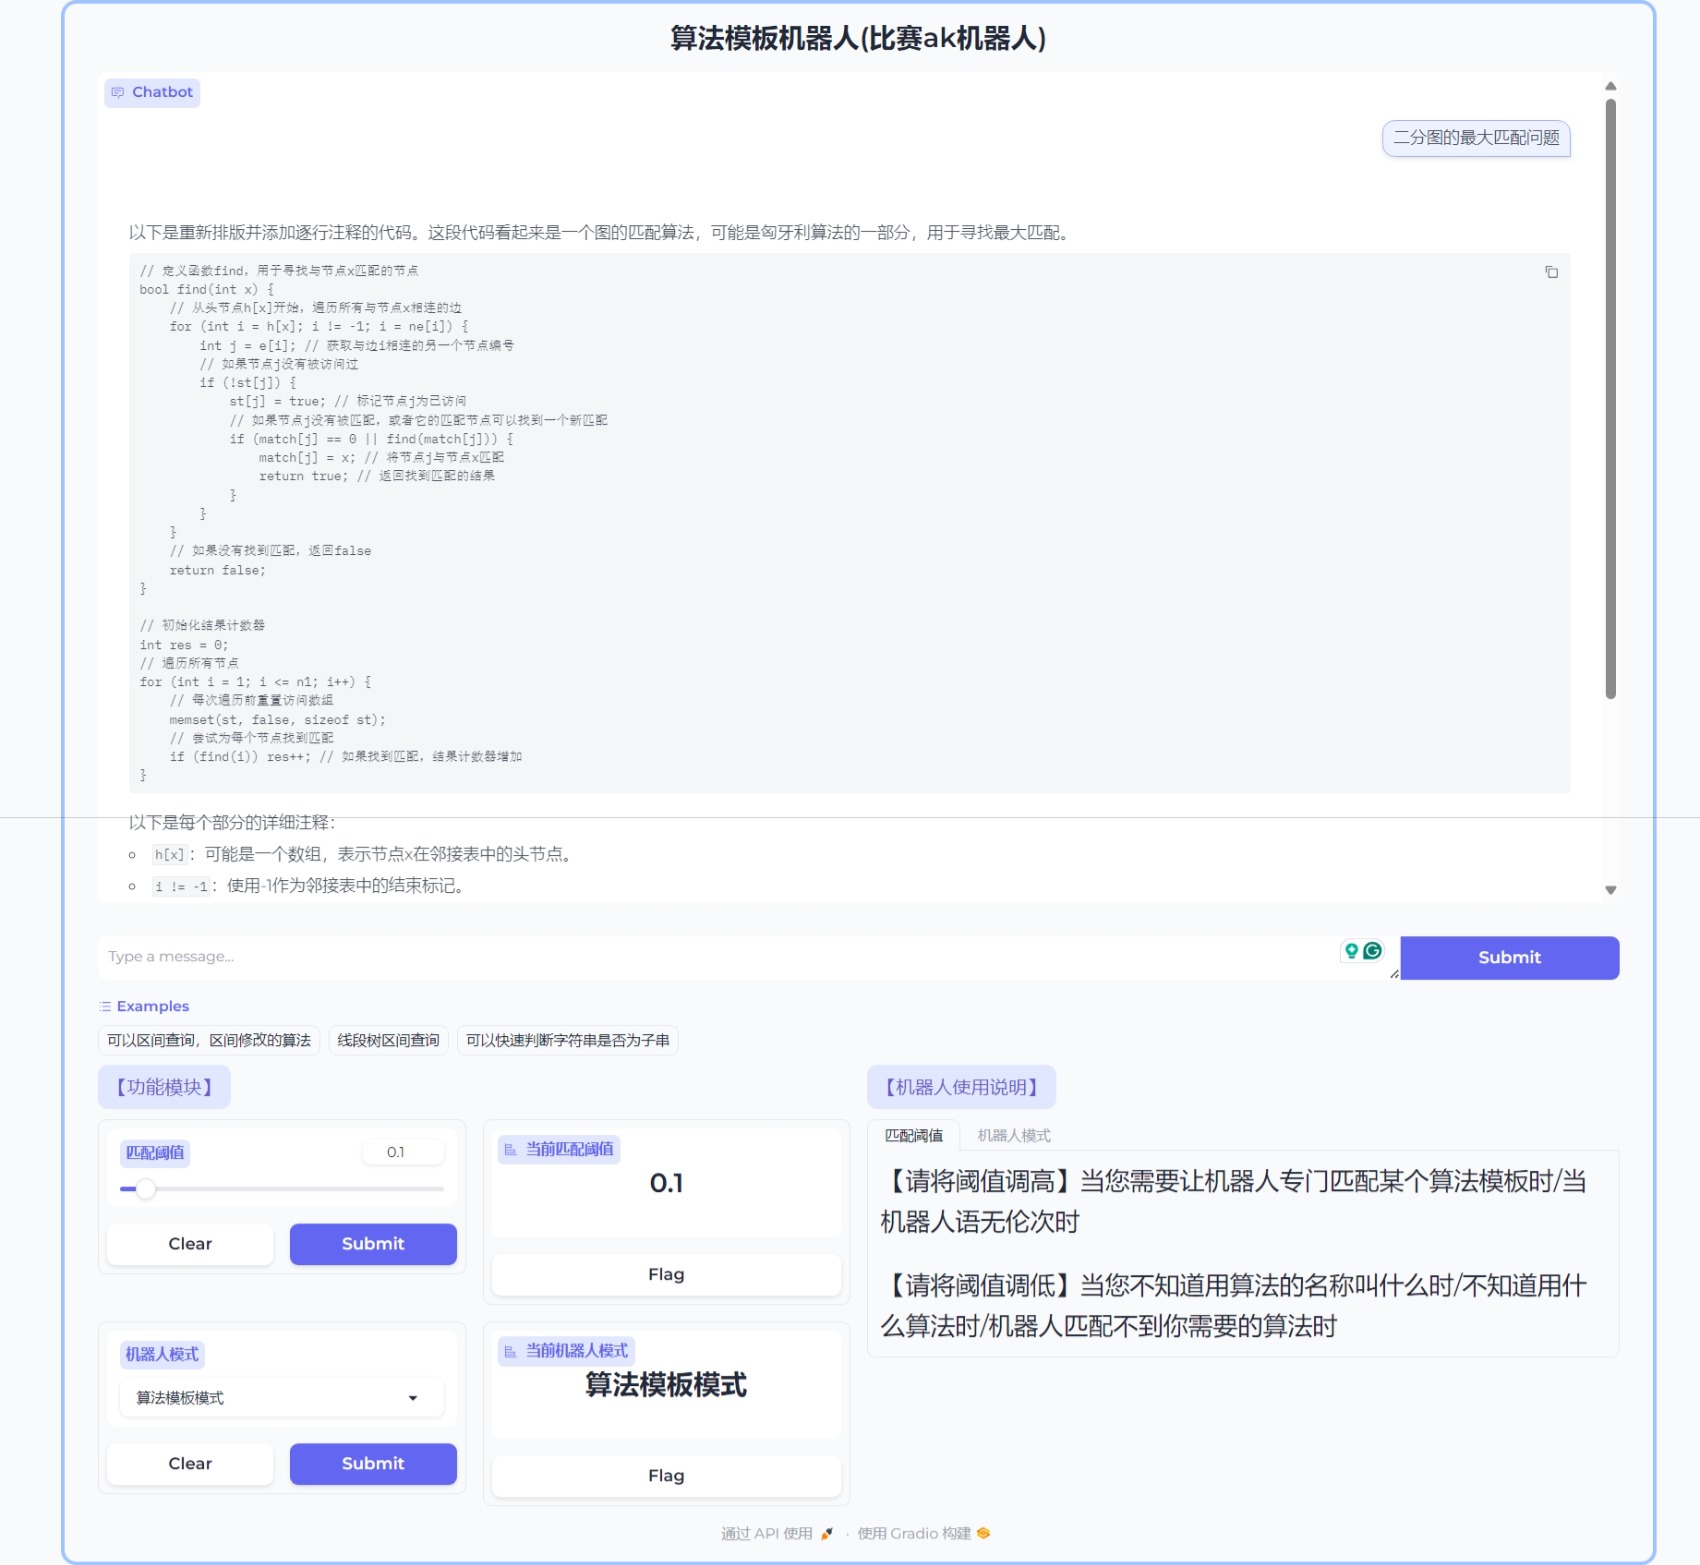 算法模板机器人(比赛ak机器人)
Chatbot
二分图的最大匹配问题
以下是重新排版并添加逐行注释的代码。这段代码看起来是一个图的匹配算法，可能是匈牙利算法的一部分，用于寻找最大匹配。
// 定义函数find，用于寻找与节点x匹配的节点
bool find(int x) {
    // 从头节点h[x]开始，遍历所有与节点x相连的边
    for (int i = h[x]; i != -1; i = ne[i]) {
        int j = e[i]; // 获取与边i相连的另一个节点编号
        // 如果节点j没有被访问过
        if (!st[j]) {
            st[j] = true; // 标记节点j为已访问
            // 如果节点j没有被匹配，或者它的匹配节点可以找到一个新匹配
            if (match[j] == 0 || find(match[j])) {
                match[j] = x; // 将节点j与节点x匹配
                return true; // 返回找到匹配的结果
            }
        }
    }
    // 如果没有找到匹配，返回false
    return false;
}
// 初始化结果计数器
int res = 0;
// 遍历所有节点
for (int i = 1; i <= n1; i++) {
    // 每次遍历前重置访问数组
    memset(st, false, sizeof st);
    // 尝试为每个节点找到匹配
    if (find(i)) res++; // 如果找到匹配，结果计数器增加
}
以下是每个部分的详细注释：
h[x]：可能是一个数组，表示节点x在邻接表中的头节点。
i != -1：使用-1作为邻接表中的结束标记。
Type a message...
Submit
Examples
可以区间查询，区间修改的算法
线段树区间查询
可以快速判断字符串是否为子串
【功能模块】
匹配阈值
0.1
Clear
Submit
当前匹配阈值
0.1
Flag
机器人模式
算法模板模式
Clear
Submit
当前机器人模式
算法模板模式
Flag
【机器人使用说明】
匹配阈值
机器人模式
【请将阈值调高】当您需要让机器人专门匹配某个算法模板时/当
机器人语无伦次时
【请将阈值调低】当您不知道用算法的名称叫什么时/不知道用什
么算法时/机器人匹配不到你需要的算法时
通过 API 使用 · 使用 Gradio 构建